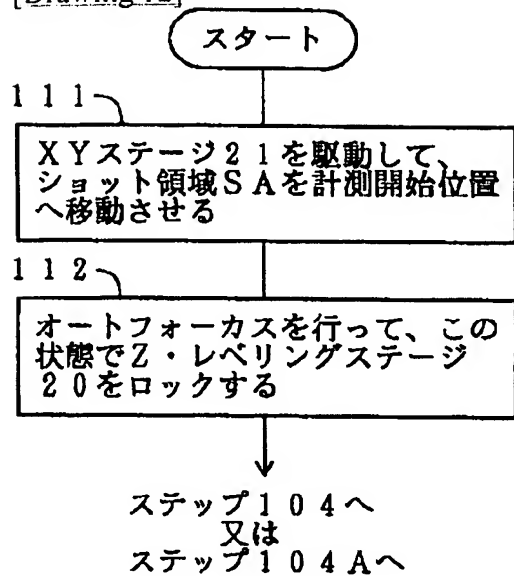 スタート
111
XYステージ21を駆動して、
ショット領域SAを計測開始位置
へ移動させる
112
オートフォーカスを行って、この
状態でZ・レベリングステージ
20をロックする
ステップ104へ
又は
ステップ104Aへ